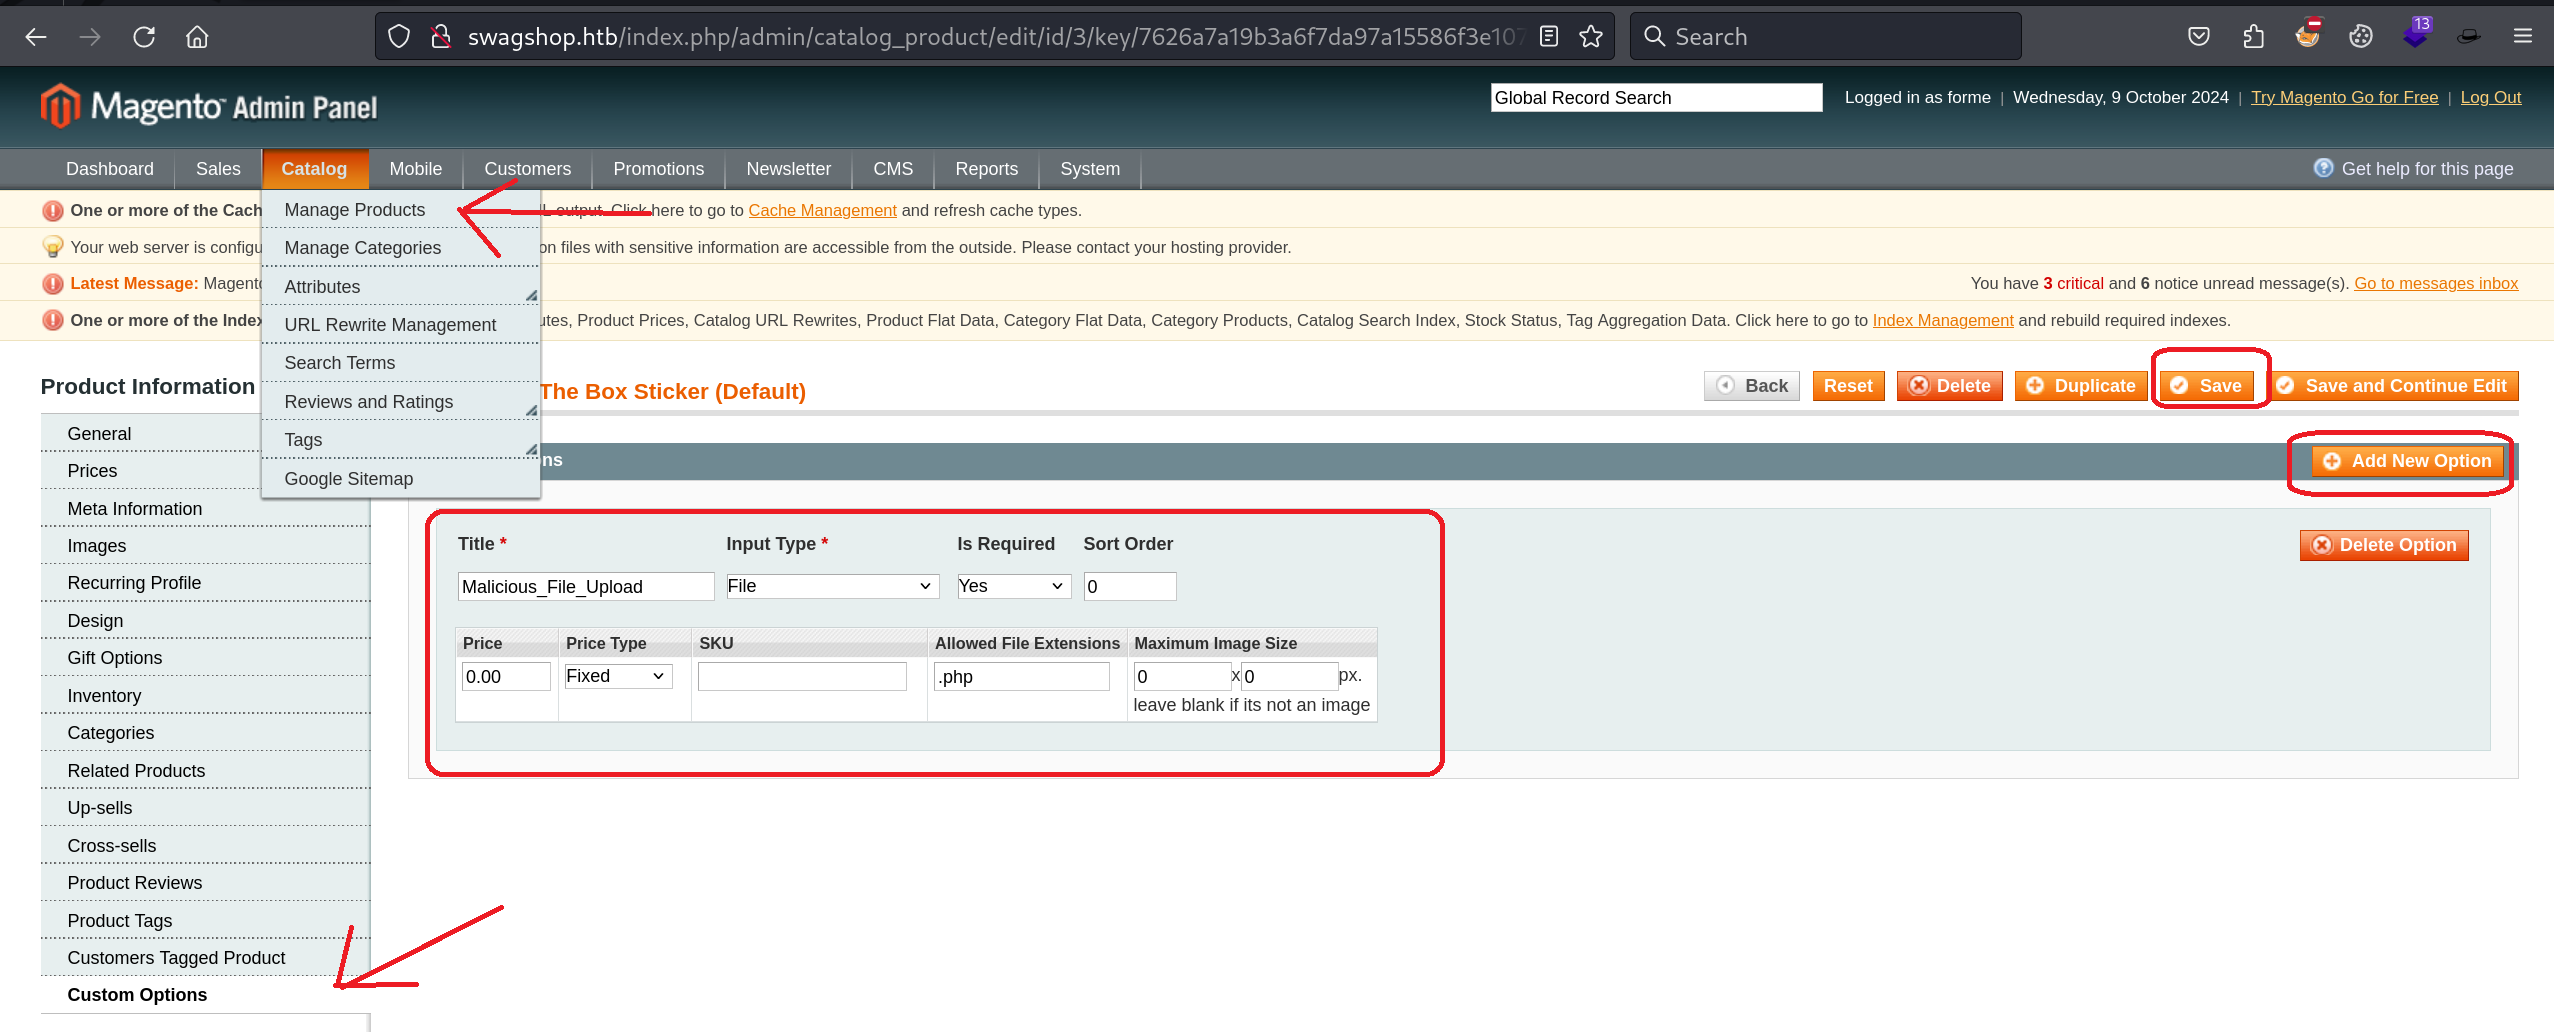 swagshop.htb/index.php/admin/catalog_product/edit/id/3/key/7626a7a19b3a6f7da97a15586f3e107
Search
13
Magento™ Admin Panel
Global Record Search
Logged in as forme | Wednesday, 9 October 2024 | Try Magento Go for Free | Log Out
Dashboard Sales Catalog Mobile Customers Promotions Newsletter CMS Reports System
Get help for this page
Manage Products
Manage Categories
Attributes
URL Rewrite Management
Search Terms
Reviews and Ratings
Tags
Google Sitemap
One or more of the Cach L output. Click here to go to Cache Management and refresh cache types.
Your web server is configu on files with sensitive information are accessible from the outside. Please contact your hosting provider.
Latest Message: Magento
You have 3 critical and 6 notice unread message(s). Go to messages inbox
One or more of the Index utes, Product Prices, Catalog URL Rewrites, Product Flat Data, Category Flat Data, Category Products, Catalog Search Index, Stock Status, Tag Aggregation Data. Click here to go to Index Management and rebuild required indexes.
Product Information
General
Prices
Meta Information
Images
Recurring Profile
Design
Gift Options
Inventory
Categories
Related Products
Up-sells
Cross-sells
Product Reviews
Product Tags
Customers Tagged Product
Custom Options
The Box Sticker (Default)
Back Reset Delete Duplicate Save Save and Continue Edit
ns
Add New Option
Title * Input Type * Is Required Sort Order
Delete Option
Malicious_File_Upload File Yes 0
Price Price Type SKU Allowed File Extensions Maximum Image Size
0.00 Fixed .php 0 x 0 px.
leave blank if its not an image